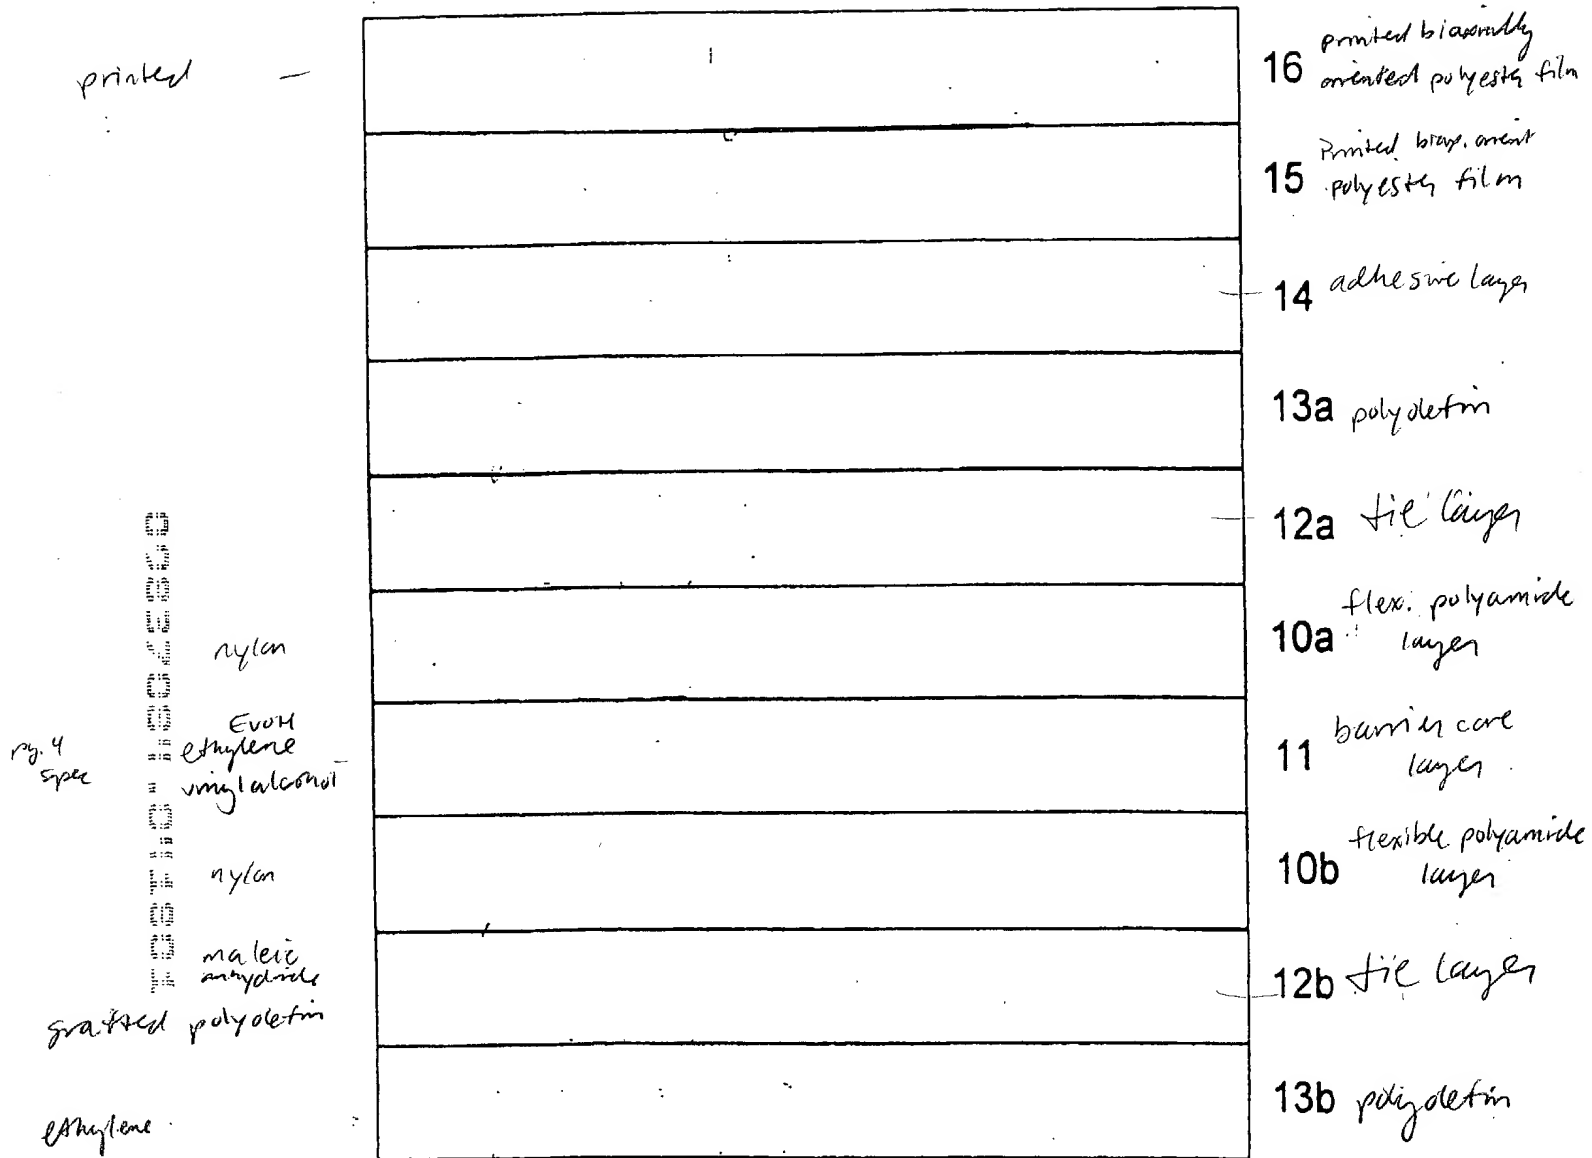 printed —
16 printed biaxially
oriented polyester film
15 Printed biax. orient
polyester film
14 adhesive layer
13a polyolefin
12a tie layer
nylon
10a flex. polyamide
layer
pg. 4
spec
EVOH
ethylene
vinyl alcohol
11 barrier core
layer
nylon
10b flexible polyamide
layer
maleic
anhydride
grafted polyolefin
12b tie layer
ethylene
13b polyolefin